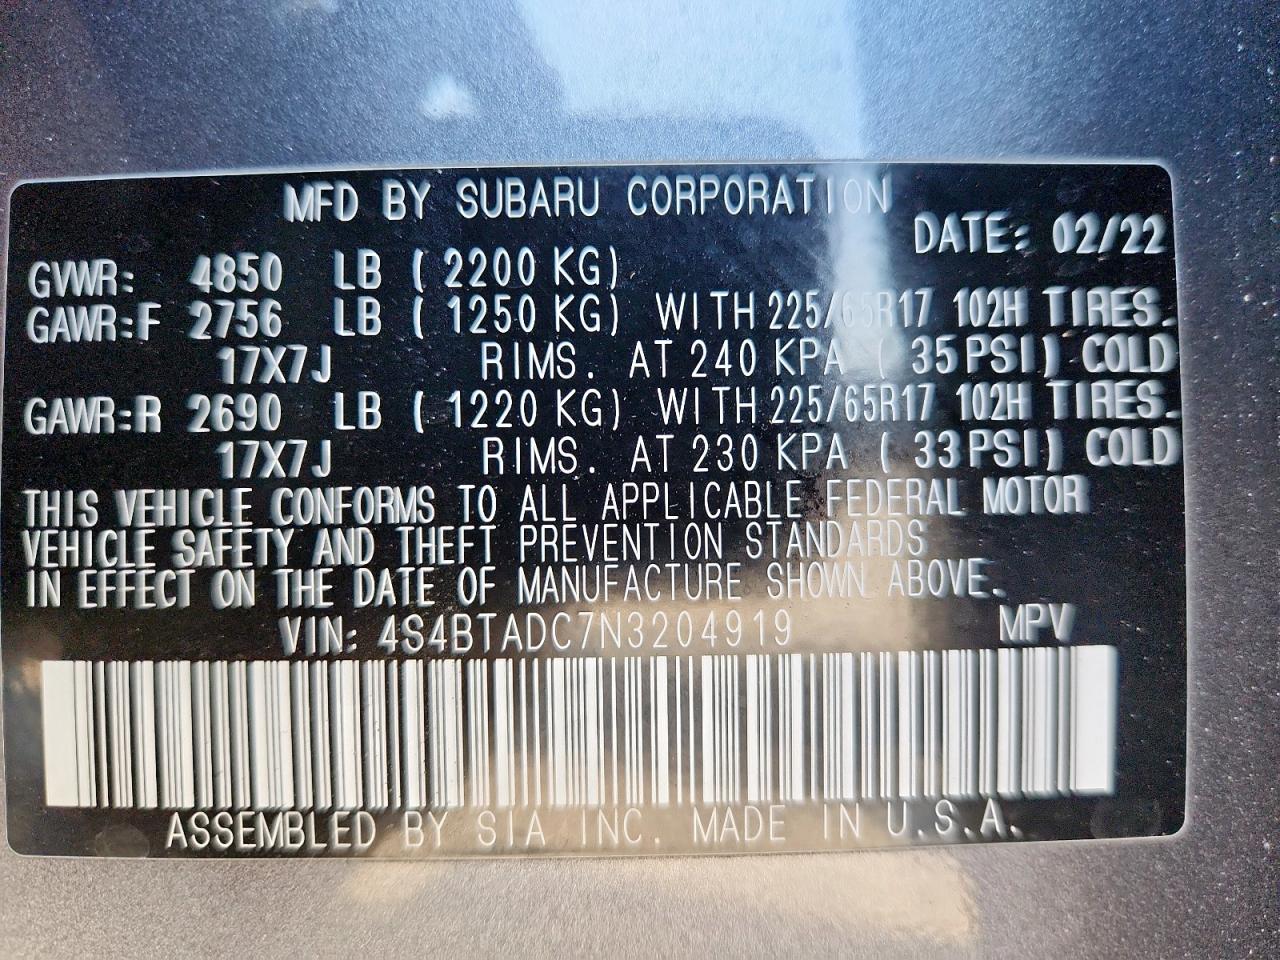 MFD BY SUBARU CORPORATION
DATE: 02/22
GVWR: 4850 LB ( 2200 KG)
GAWR:F 2756 LB ( 1250 KG) WITH 225/65R17 102H TIRES.
17X7J RIMS. AT 240 KPA ( 35 PSI) COLD
GAWR:R 2690 LB ( 1220 KG) WITH 225/65R17 102H TIRES.
17X7J RIMS. AT 230 KPA ( 33 PSI) COLD
THIS VEHICLE CONFORMS TO ALL APPLICABLE FEDERAL MOTOR
VEHICLE SAFETY AND THEFT PREVENTION STANDARDS
IN EFFECT ON THE DATE OF MANUFACTURE SHOWN ABOVE.
VIN: 4S4BTADC7N3204919 MPV
ASSEMBLED BY SIA INC. MADE IN U.S.A.